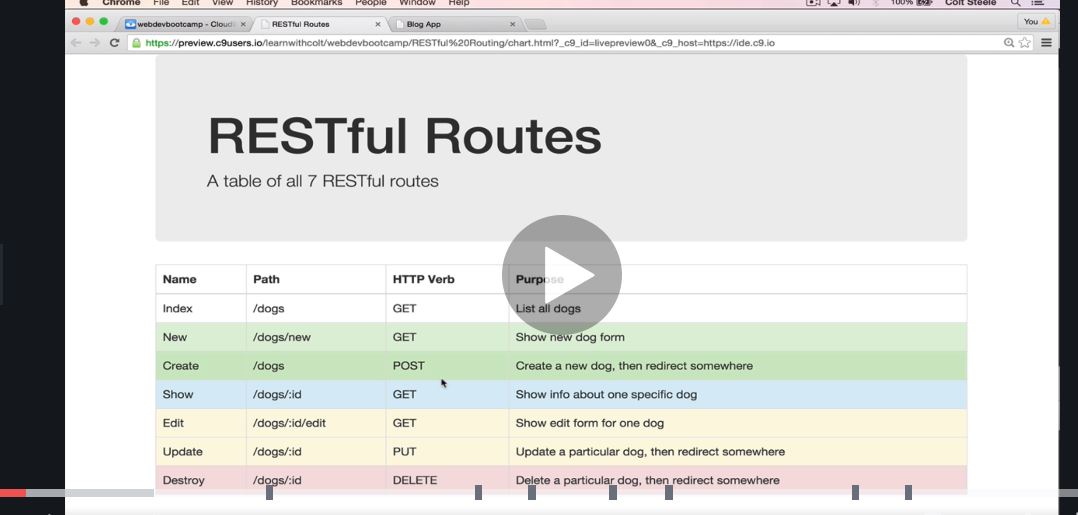 Chrome File Edit View History Bookmarks People Window Help 100% Colt Steele
webdevbootcamp - Cloud RESTful Routes Blog App You
https://preview.c9users.io/learnwithcolt/webdevbootcamp/RESTful%20Routing/chart.html?_c9_id=livepreview0&_c9_host=https://ide.c9.io
RESTful Routes
A table of all 7 RESTful routes
Name Path HTTP Verb Purpose
Index /dogs GET List all dogs
New /dogs/new GET Show new dog form
Create /dogs POST Create a new dog, then redirect somewhere
Show /dogs/:id GET Show info about one specific dog
Edit /dogs/:id/edit GET Show edit form for one dog
Update /dogs/:id PUT Update a particular dog, then redirect somewhere
Destroy /dogs/:id DELETE Delete a particular dog, then redirect somewhere